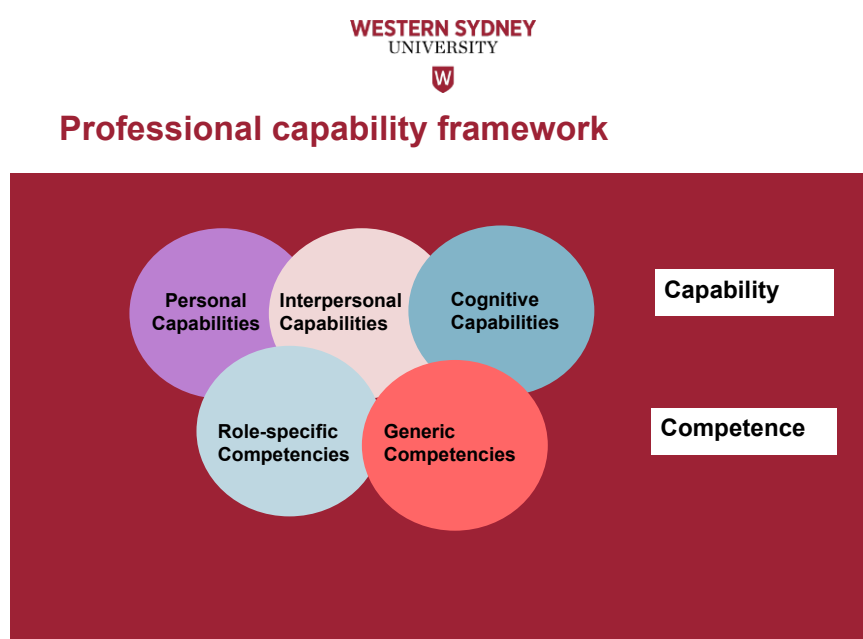 WESTERN SYDNEY
UNIVERSITY
W
Professional capability framework
Personal
Capabilities
Interpersonal
Capabilities
Cognitive
Capabilities
Capability
Role-specific
Competencies
Generic
Competencies
Competence